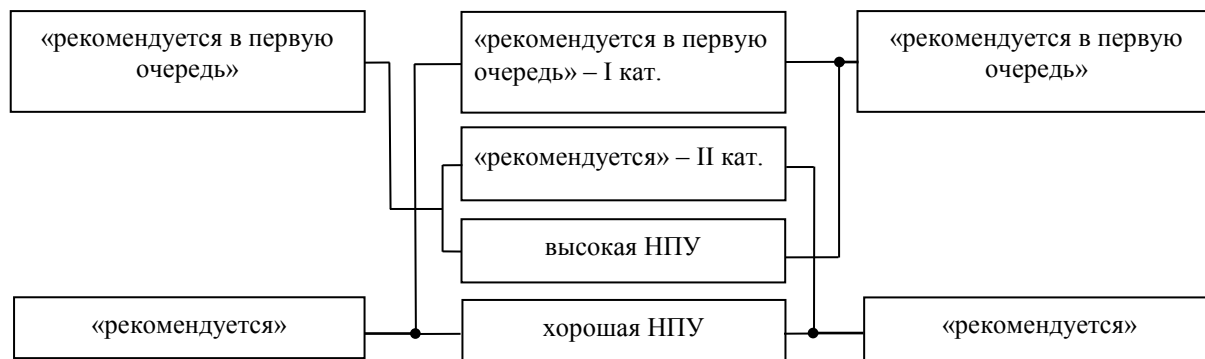 «рекомендуется в первую
очередь»
«рекомендуется в первую
очередь» – I кат.
«рекомендуется в первую
очередь»
«рекомендуется» – II кат.
высокая НПУ
«рекомендуется»
хорошая НПУ
«рекомендуется»